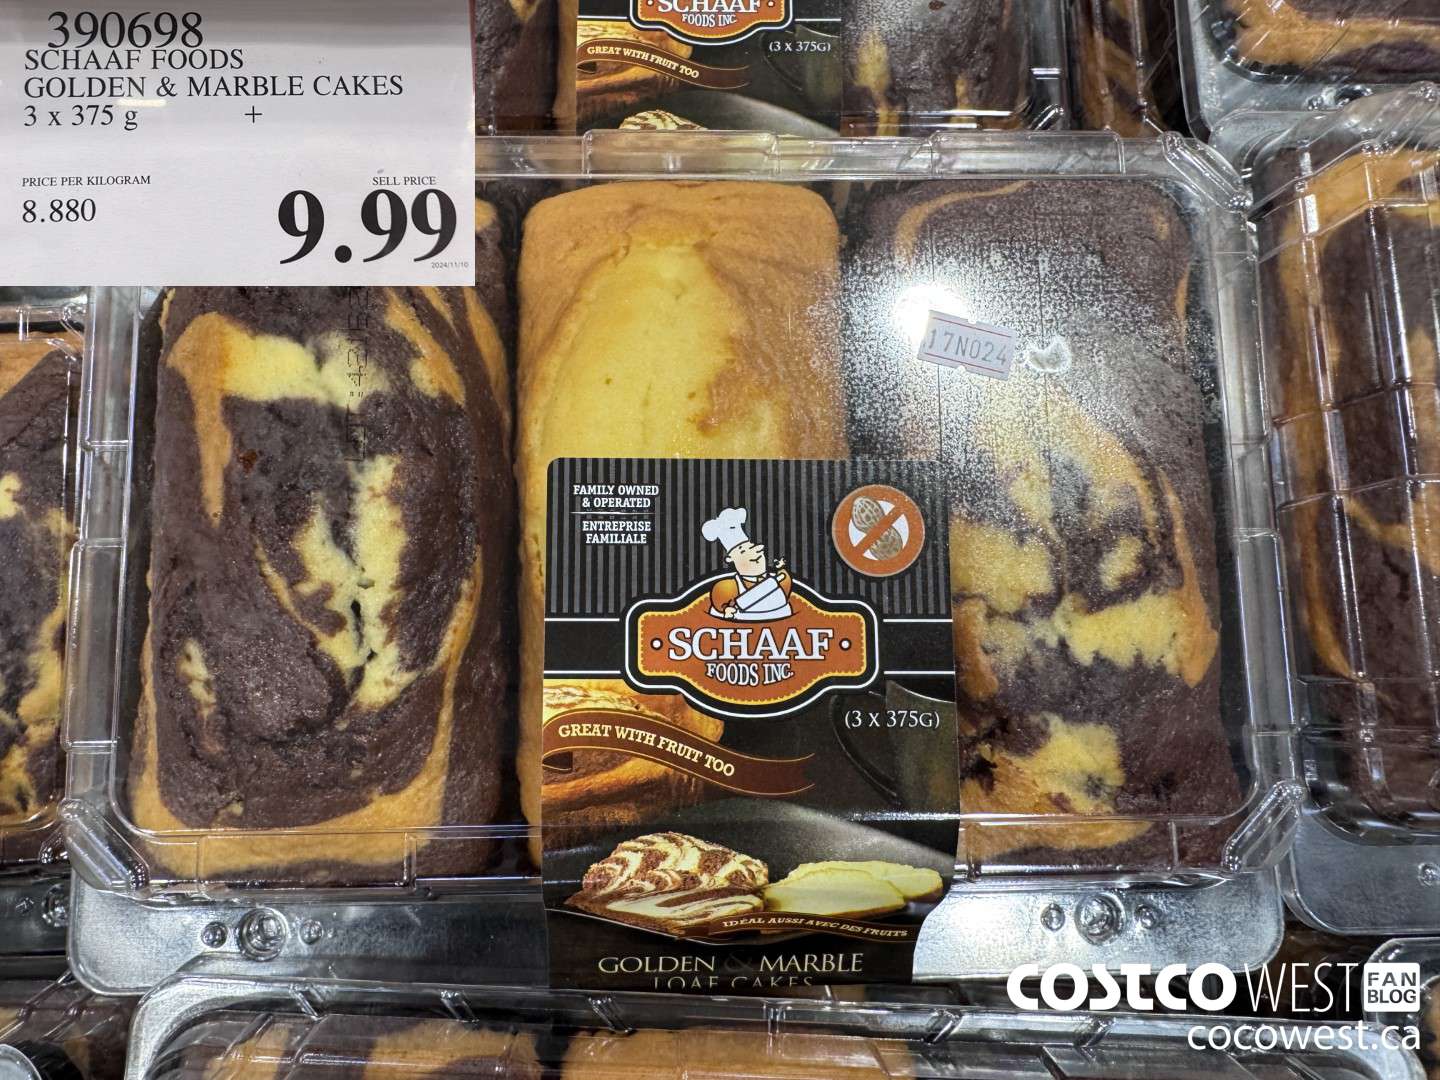 390698
SCHAAF FOODS
GOLDEN & MARBLE CAKES
3 x 375 g +
PRICE PER KILOGRAM
SELL PRICE
8.880
9.99
2024/11/10
SCHAAF
FOODS INC.
(3 x 375G)
GREAT WITH FRUIT TOO
17N024
FAMILY OWNED
& OPERATED
ENTREPRISE
FAMILIALE
SCHAAF
FOODS INC.
(3 x 375G)
GREAT WITH FRUIT TOO
IDÉAL AUSSI AVEC DES FRUITS
GOLDEN & MARBLE
LOAF CAKES
COSTCO WEST FAN BLOG
cocowest.ca